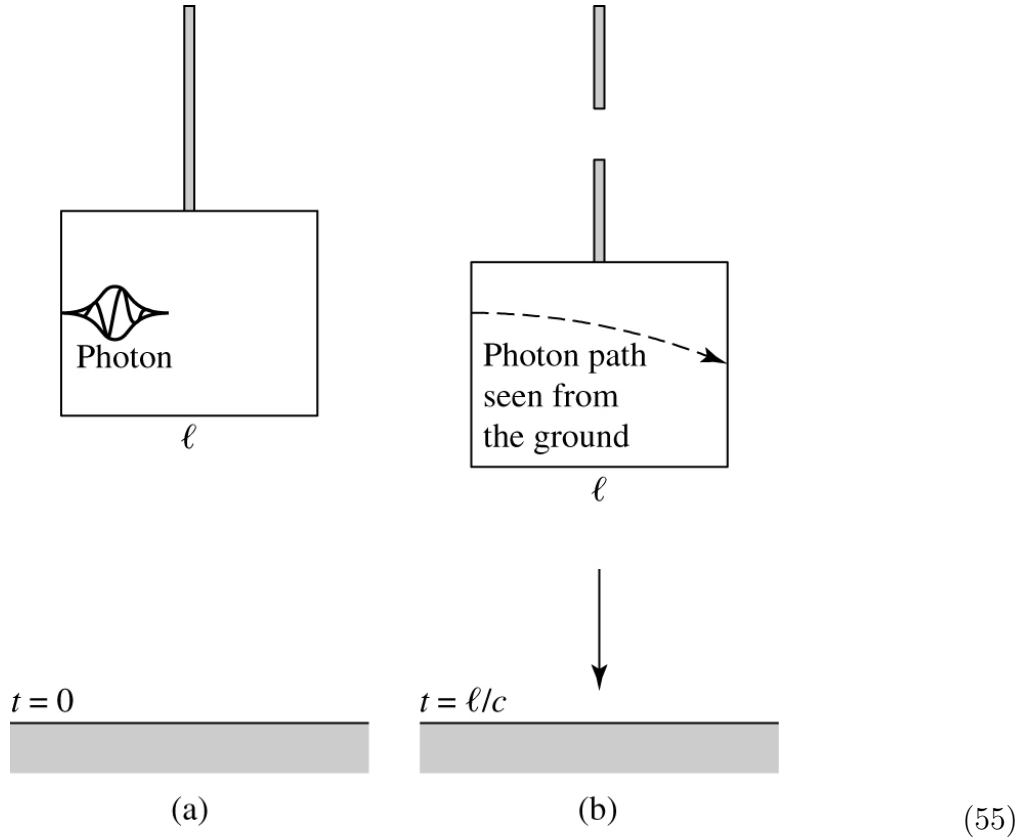 Photon
ℓ
t = 0
(a)
Photon path
seen from
the ground
ℓ
t = ℓ/c
(b)
(55)